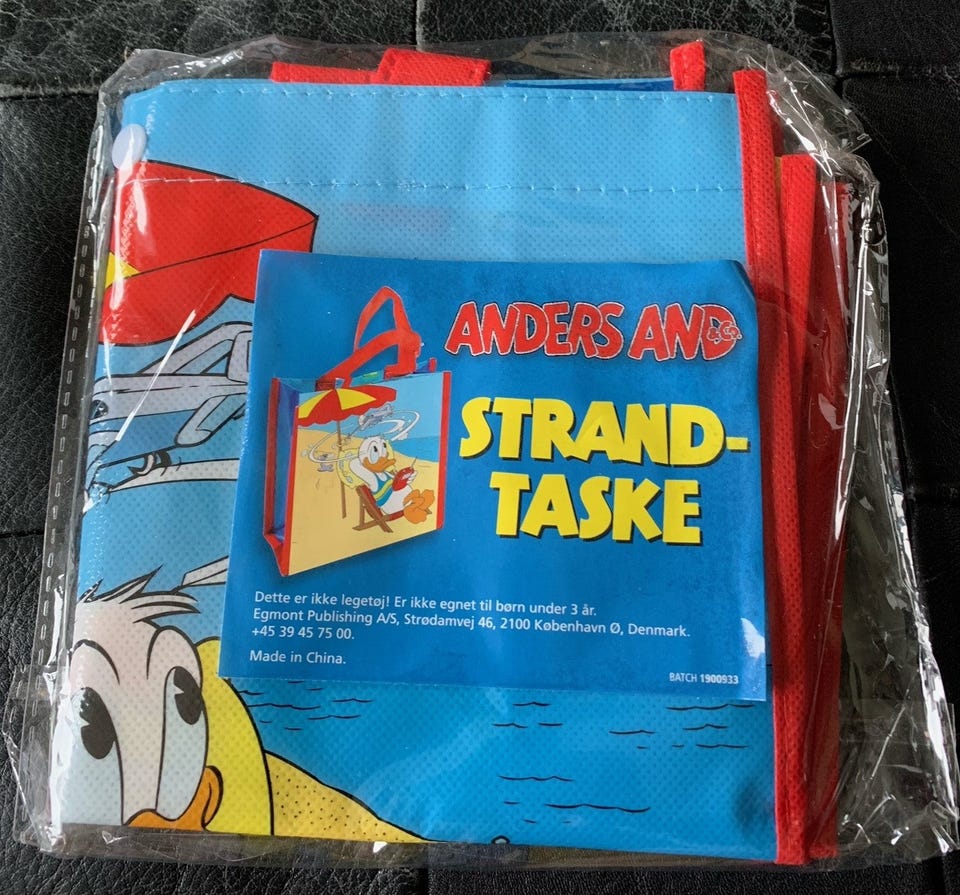 ANDERS AND & CO.
STRAND-
TASKE
Dette er ikke legetøj! Er ikke egnet til børn under 3 år.
Egmont Publishing A/S, Strødamvej 46, 2100 København Ø, Denmark.
+45 39 45 75 00.
Made in China.
BATCH 1900933